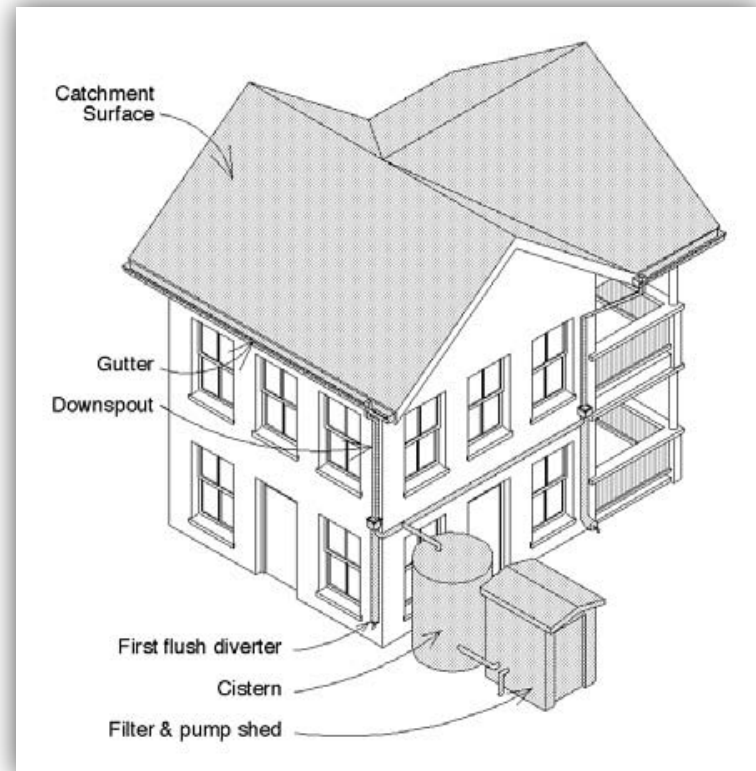 Catchment
Surface
Gutter
Downspout
First flush diverter
Cistern
Filter & pump shed